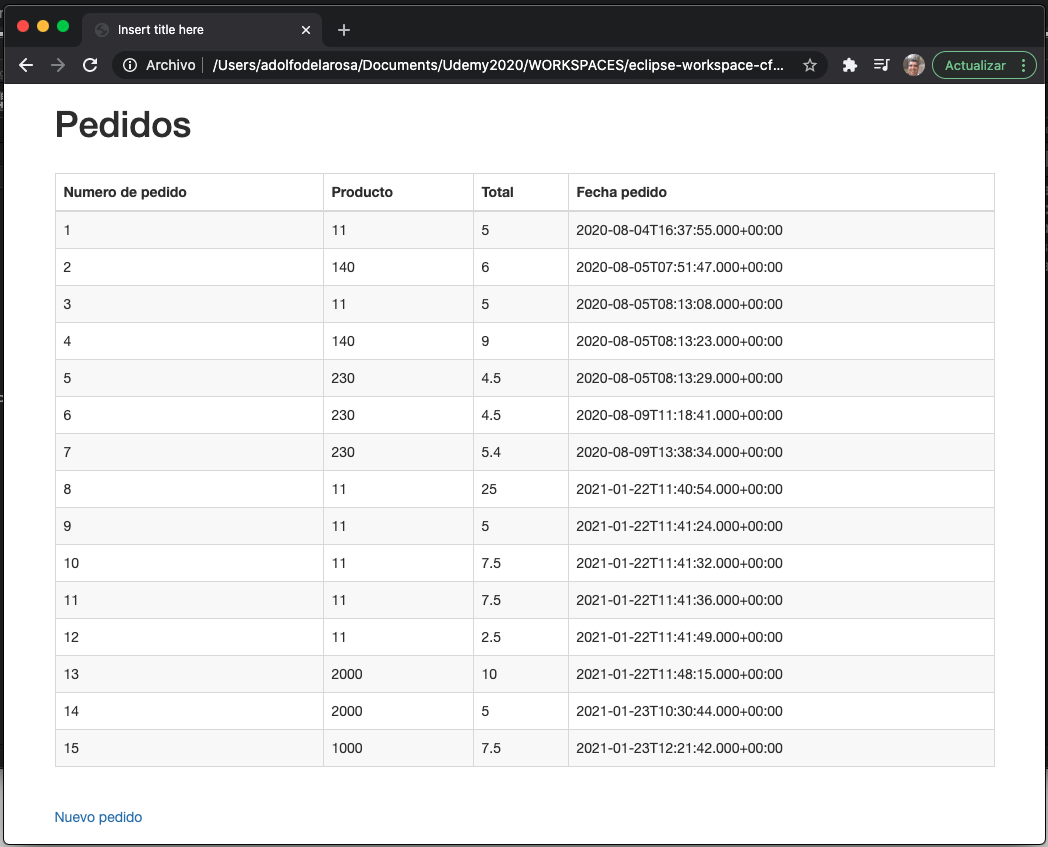 Insert title here
Archivo /Users/adolfodelarosa/Documents/Udemy2020/WORKSPACES/eclipse-workspace-cf... Actualizar
Pedidos
Numero de pedido Producto Total Fecha pedido
1 11 5 2020-08-04T16:37:55.000+00:00
2 140 6 2020-08-05T07:51:47.000+00:00
3 11 5 2020-08-05T08:13:08.000+00:00
4 140 9 2020-08-05T08:13:23.000+00:00
5 230 4.5 2020-08-05T08:13:29.000+00:00
6 230 4.5 2020-08-09T11:18:41.000+00:00
7 230 5.4 2020-08-09T13:38:34.000+00:00
8 11 25 2021-01-22T11:40:54.000+00:00
9 11 5 2021-01-22T11:41:24.000+00:00
10 11 7.5 2021-01-22T11:41:32.000+00:00
11 11 7.5 2021-01-22T11:41:36.000+00:00
12 11 2.5 2021-01-22T11:41:49.000+00:00
13 2000 10 2021-01-22T11:48:15.000+00:00
14 2000 5 2021-01-23T10:30:44.000+00:00
15 1000 7.5 2021-01-23T12:21:42.000+00:00
Nuevo pedido